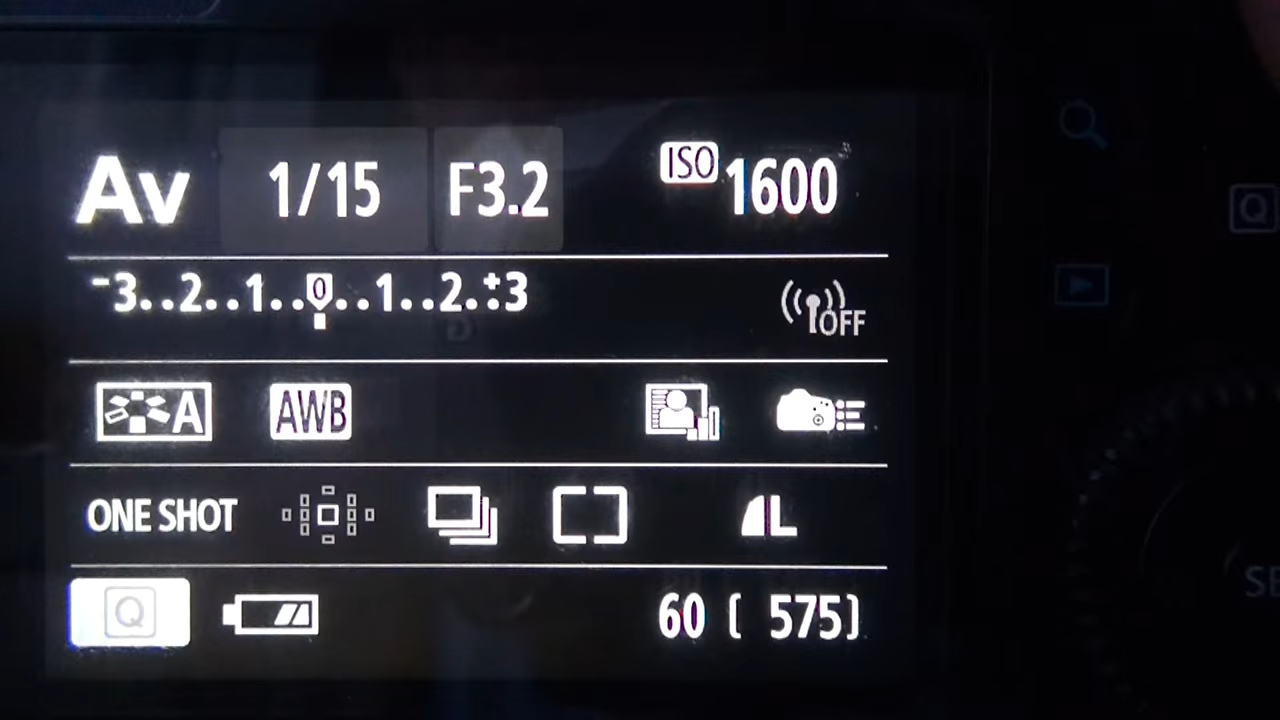 Av 1/15 F3.2 ISO 1600
-3..2..1..0..1..2..+3 OFF
A AWB
ONE SHOT L
Q 60 [ 575]
Q
SE